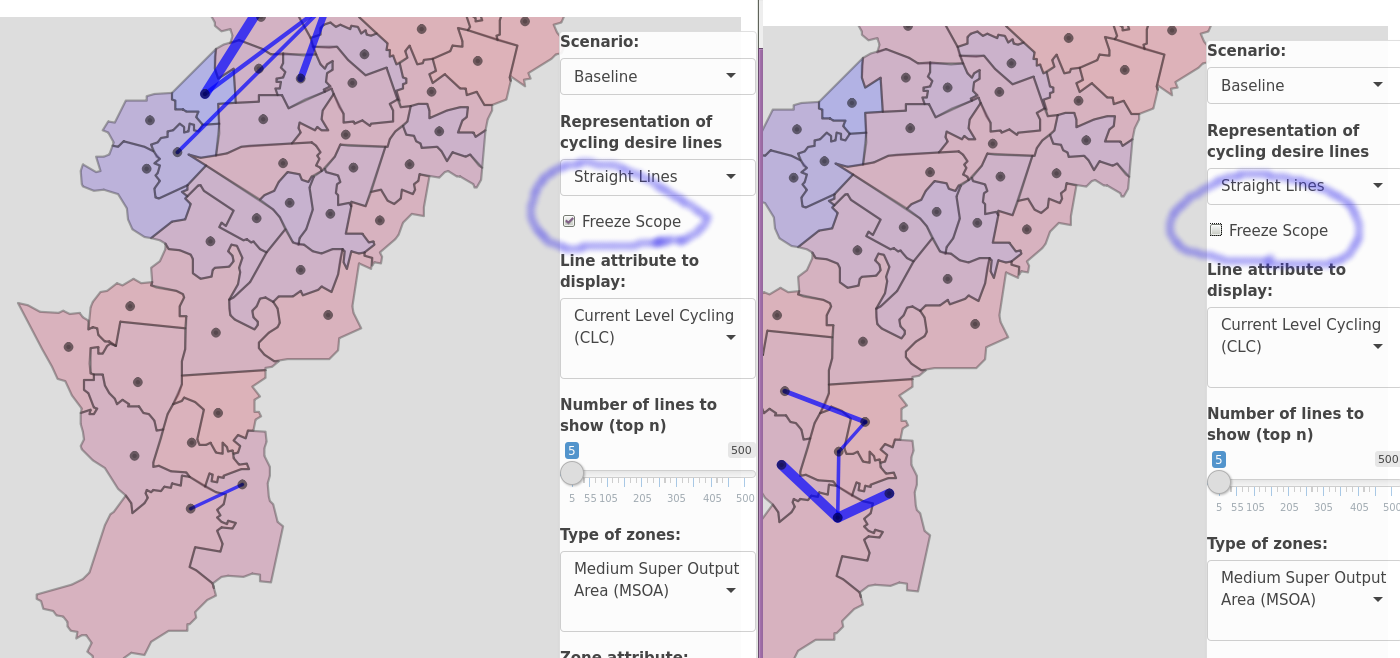 Scenario:
Baseline
Representation of
cycling desire lines
Straight Lines
Freeze Scope
Line attribute to
display:
Current Level Cycling
(CLC)
Number of lines to
show (top n)
5
500
5 55 105 205 305 405 500
Type of zones:
Medium Super Output
Area (MSOA)
Zone attribute:
Scenario:
Baseline
Representation of
cycling desire lines
Straight Lines
Freeze Scope
Line attribute to
display:
Current Level Cycling
(CLC)
Number of lines to
show (top n)
5
500
5 55 105 205 305 405 500
Type of zones:
Medium Super Output
Area (MSOA)